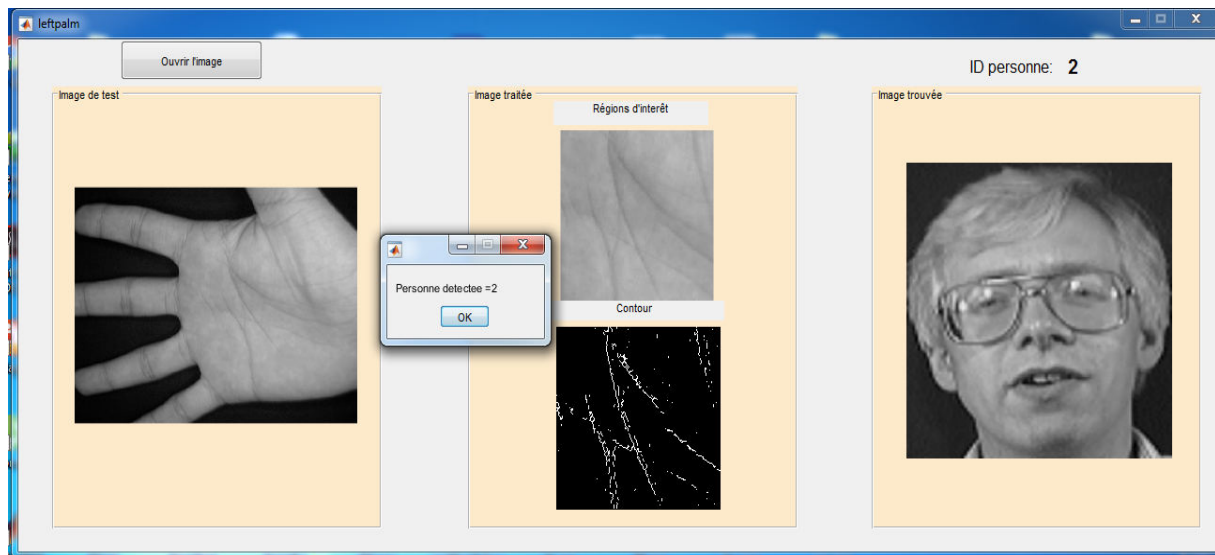 leftpalm
Ouvrir l'image
ID personne: 2
Image de test
Image traitée
Image trouvée
Régions d'interêt
Personne detectee =2
OK
Contour